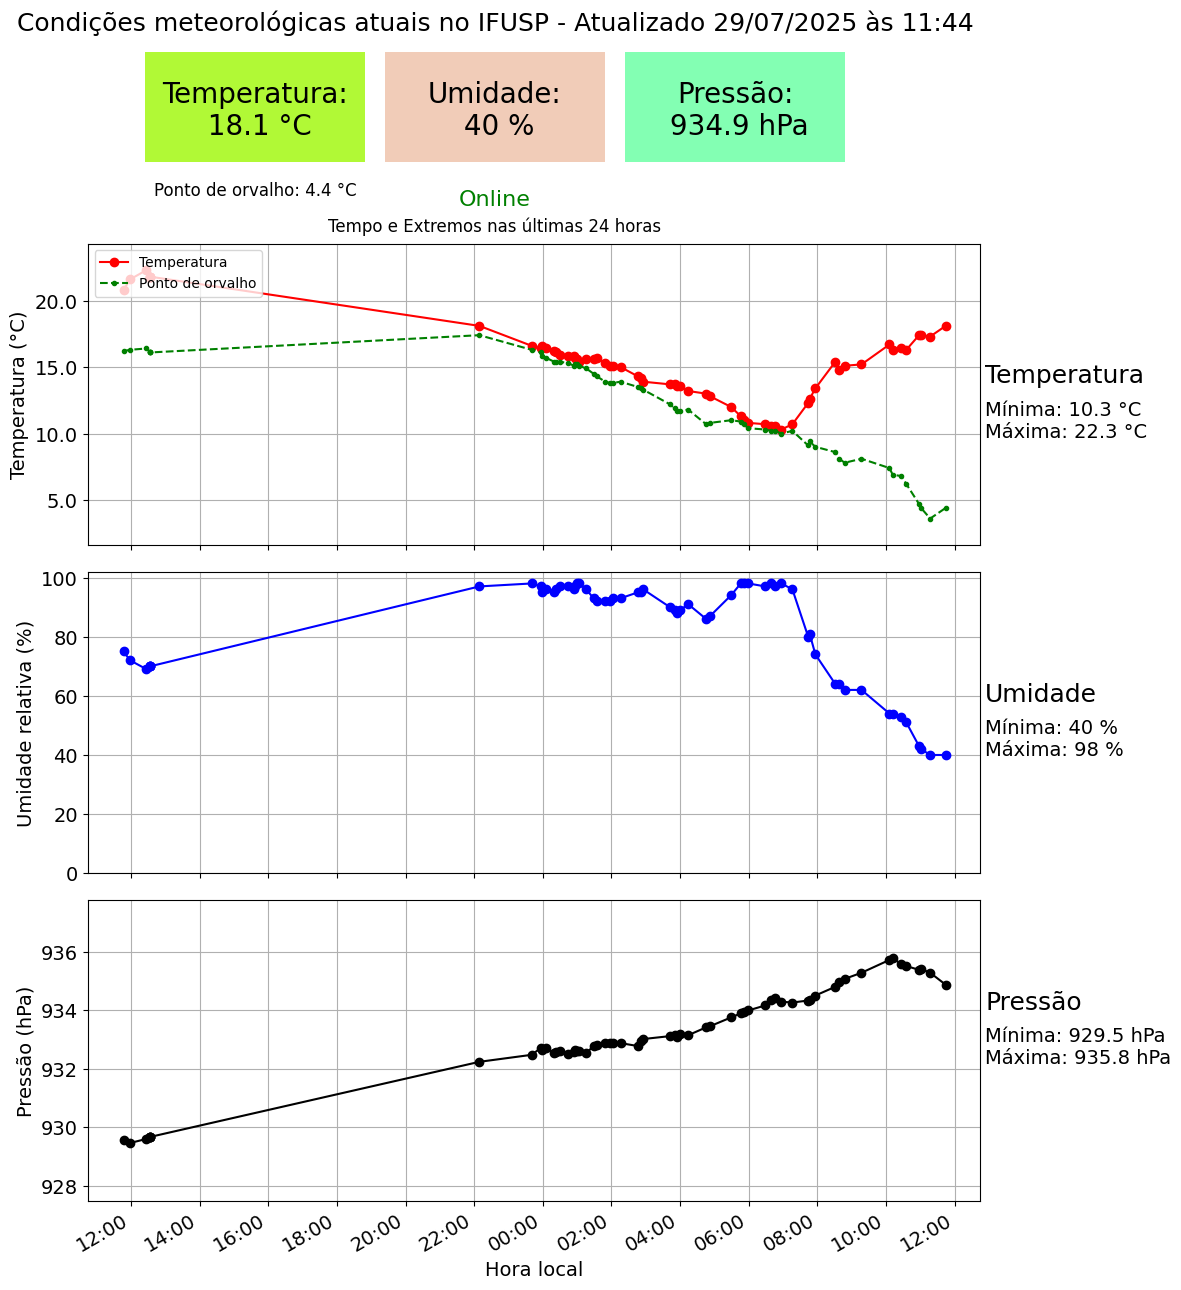 Condições meteorológicas atuais no IFUSP - Atualizado 29/07/2025 às 11:44
Temperatura:
18.1 °C
Umidade:
40 %
Pressão:
934.9 hPa
Ponto de orvalho: 4.4 °C
Online
Tempo e Extremos nas últimas 24 horas
Temperatura
Ponto de orvalho
Temperatura (°C)
20.0
15.0
10.0
5.0
Temperatura
Mínima: 10.3 °C
Máxima: 22.3 °C
Umidade relativa (%)
100
80
60
40
20
0
Umidade
Mínima: 40 %
Máxima: 98 %
Pressão (hPa)
936
934
932
930
928
Pressão
Mínima: 929.5 hPa
Máxima: 935.8 hPa
12:00
14:00
16:00
18:00
20:00
22:00
00:00
02:00
04:00
06:00
08:00
10:00
12:00
Hora local